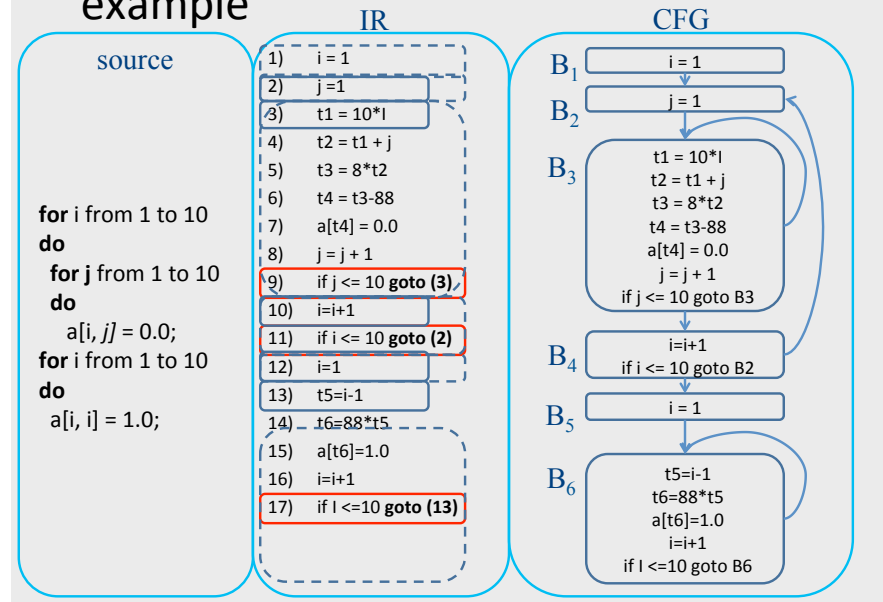 example
source
for i from 1 to 10
do
for j from 1 to 10
do
a[i, j] = 0.0;
for i from 1 to 10
do
a[i, i] = 1.0;
IR
1) i = 1
2) j =1
3) t1 = 10*I
4) t2 = t1 + j
5) t3 = 8*t2
6) t4 = t3-88
7) a[t4] = 0.0
8) j = j + 1
9) if j <= 10 goto (3)
10) i=i+1
11) if i <= 10 goto (2)
12) i=1
13) t5=i-1
14) t6=88*t5
15) a[t6]=1.0
16) i=i+1
17) if I <=10 goto (13)
CFG
B1
i = 1
B2
j = 1
B3
t1 = 10*I
t2 = t1 + j
t3 = 8*t2
t4 = t3-88
a[t4] = 0.0
j = j + 1
if j <= 10 goto B3
B4
i=i+1
if i <= 10 goto B2
B5
i = 1
B6
t5=i-1
t6=88*t5
a[t6]=1.0
i=i+1
if I <=10 goto B6